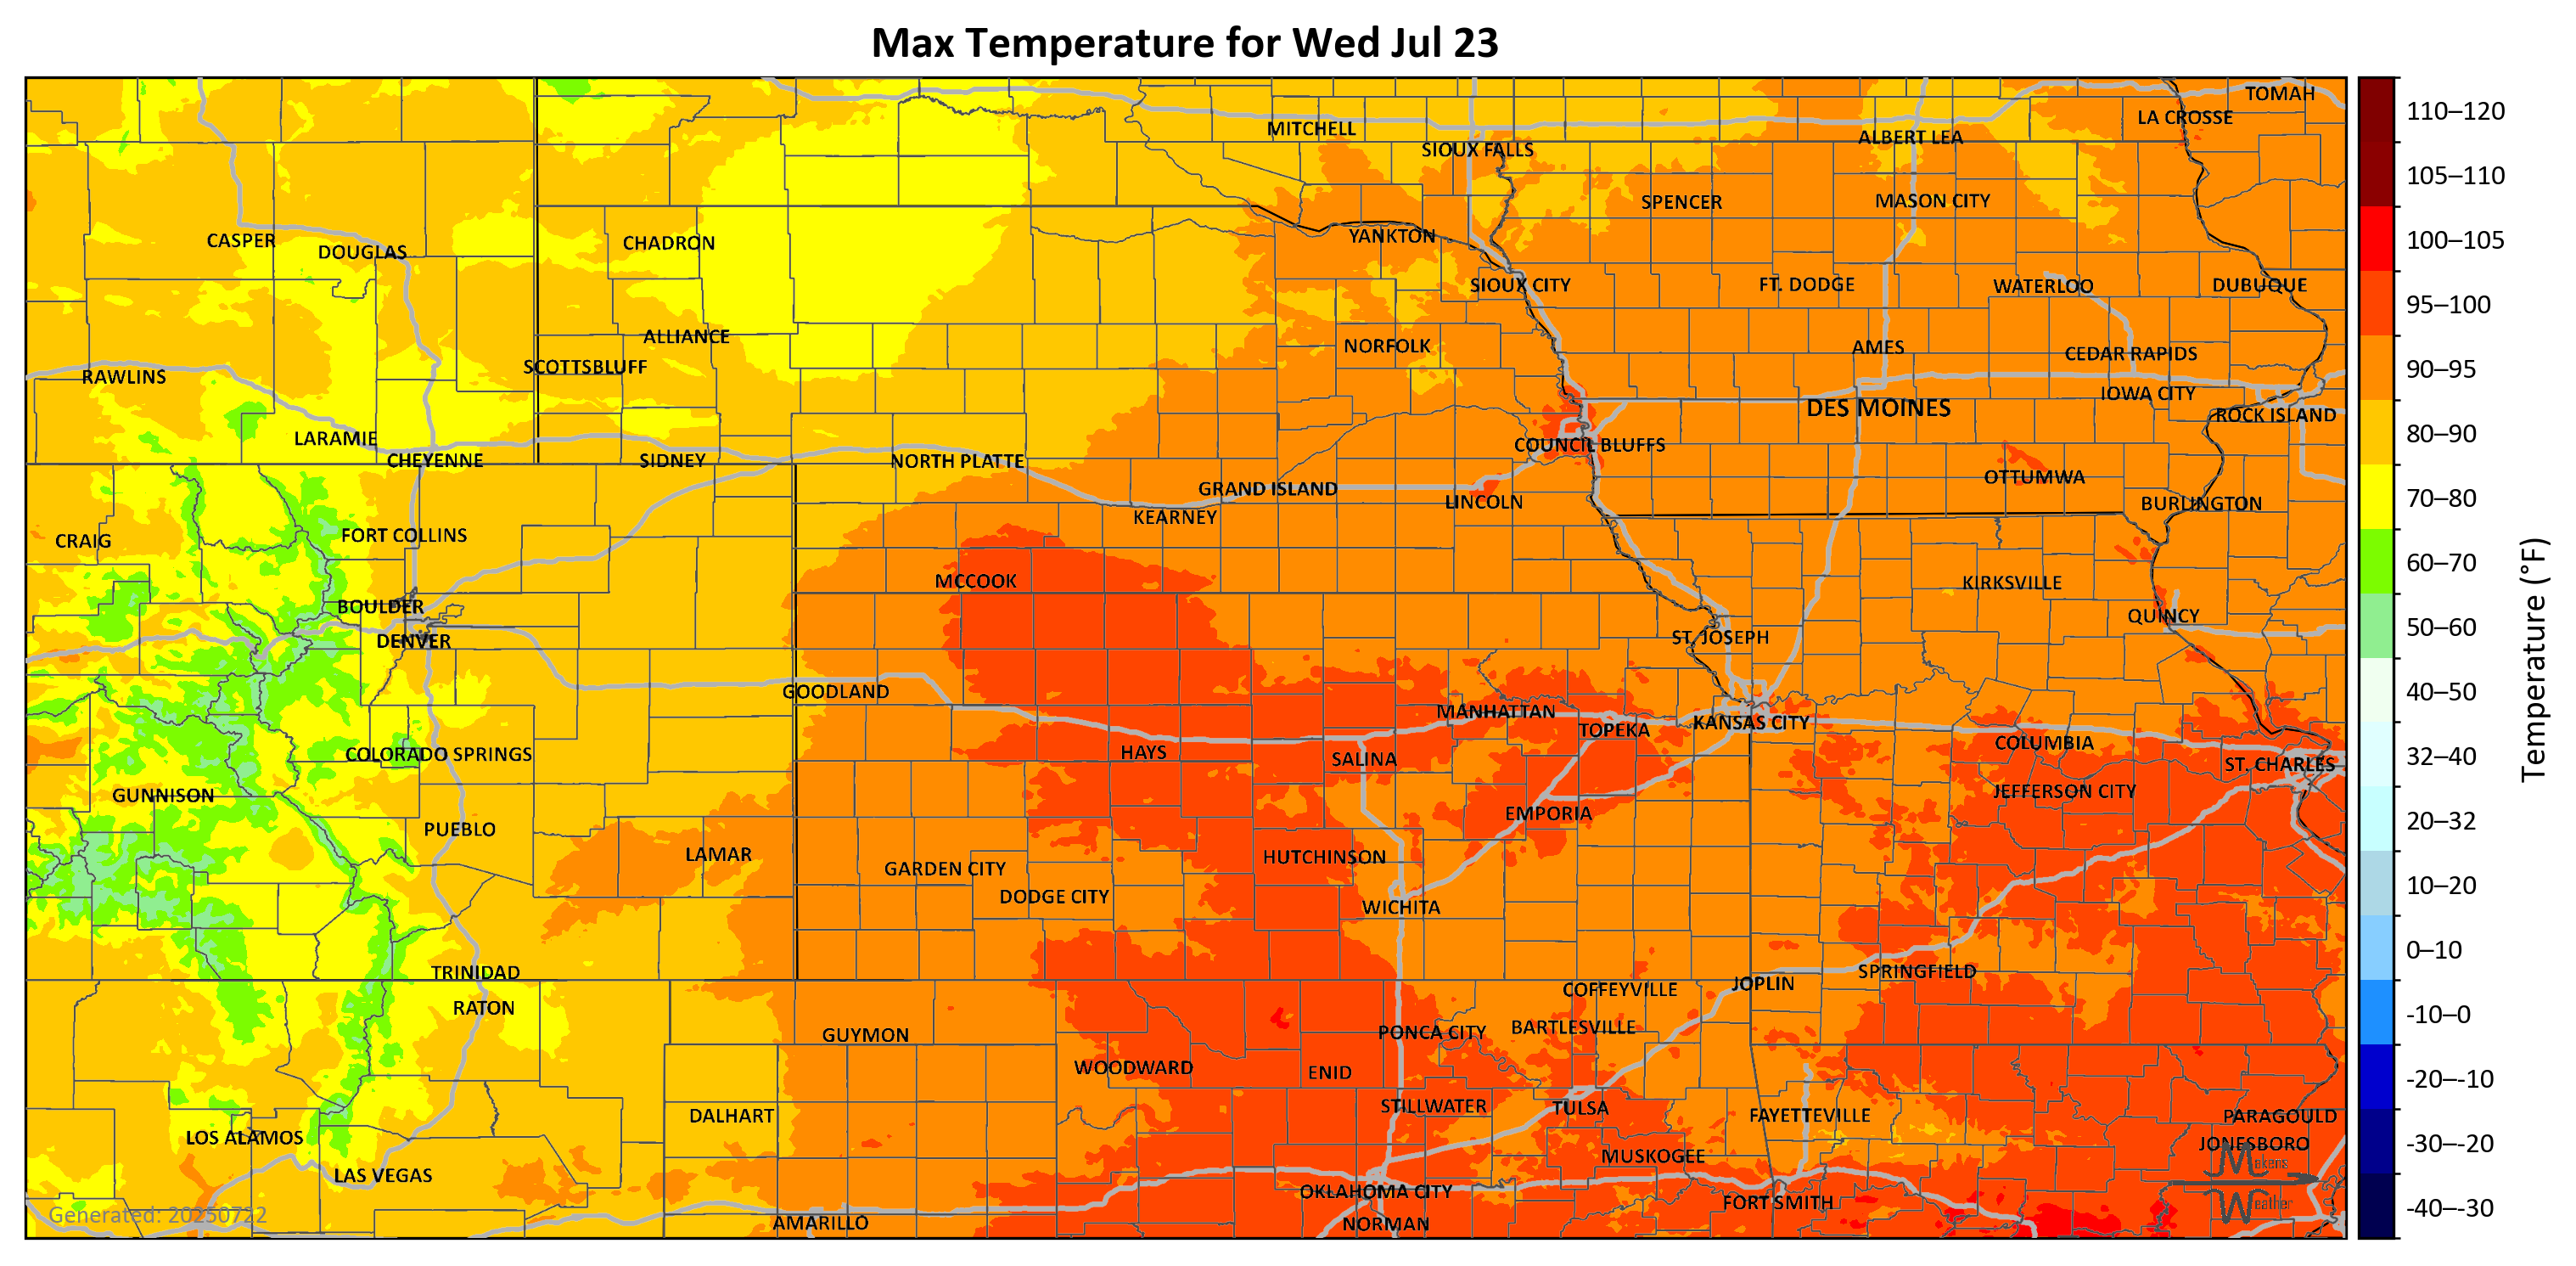 Max Temperature for Wed Jul 23
TOMAH
LA CROSSE
MITCHELL
ALBERT LEA
SIOUX FALLS
SPENCER
MASON CITY
YANKTON
CASPER
DOUGLAS
CHADRON
SIOUX CITY
FT. DODGE
WATERLOO
DUBUQUE
ALLIANCE
NORFOLK
AMES
CEDAR RAPIDS
SCOTTSBLUFF
RAWLINS
IOWA CITY
DES MOINES
ROCK ISLAND
LARAMIE
COUNCIL BLUFFS
CHEYENNE
SIDNEY
NORTH PLATTE
OTTUMWA
GRAND ISLAND
LINCOLN
BURLINGTON
KEARNEY
FORT COLLINS
CRAIG
MCCOOK
KIRKSVILLE
BOULDER
QUINCY
DENVER
ST. JOSEPH
GOODLAND
MANHATTAN
KANSAS CITY
TOPEKA
COLUMBIA
COLORADO SPRINGS
HAYS
SALINA
ST. CHARLES
GUNNISON
JEFFERSON CITY
EMPORIA
PUEBLO
LAMAR
HUTCHINSON
GARDEN CITY
DODGE CITY
WICHITA
TRINIDAD
SPRINGFIELD
JOPLIN
COFFEYVILLE
RATON
BARTLESVILLE
PONCA CITY
GUYMON
WOODWARD
ENID
STILLWATER
TULSA
DALHART
FAYETTEVILLE
PARAGOULD
LOS ALAMOS
JONESBORO
MUSKOGEE
LAS VEGAS
OKLAHOMA CITY
FORT SMITH
AMARILLO
NORMAN
Generated: 20250722
Makens
Weather
110–120
105–110
100–105
95–100
90–95
80–90
70–80
60–70
50–60
40–50
32–40
20–32
10–20
0–10
-10–0
-20–-10
-30–-20
-40–-30
Temperature (°F)